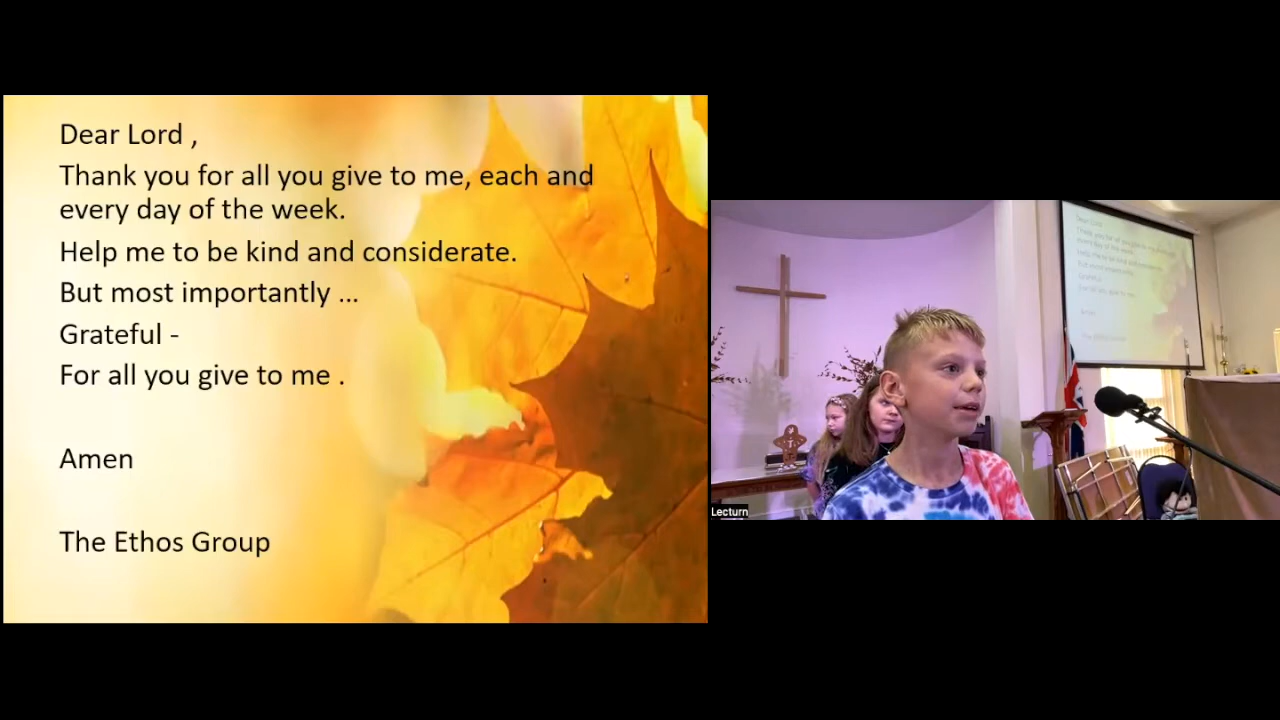 Dear Lord ,
Thank you for all you give to me, each and
every day of the week.
Help me to be kind and considerate.
But most importantly ...
Grateful -
For all you give to me .
Amen
The Ethos Group
Lecturn